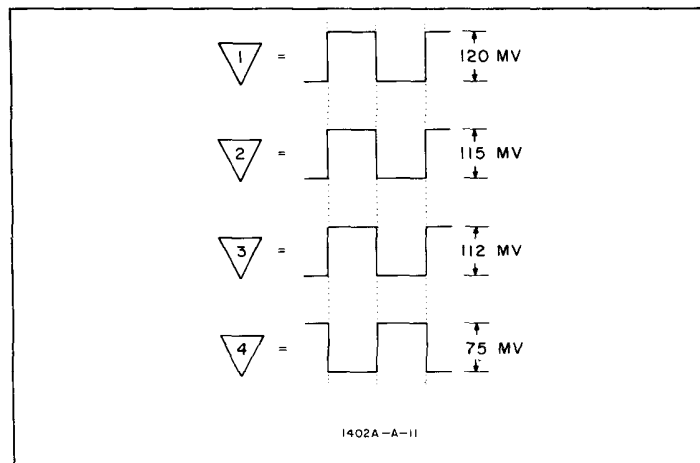 1 = 120 MV
2 = 115 MV
3 = 112 MV
4 = 75 MV
1402A-A-11